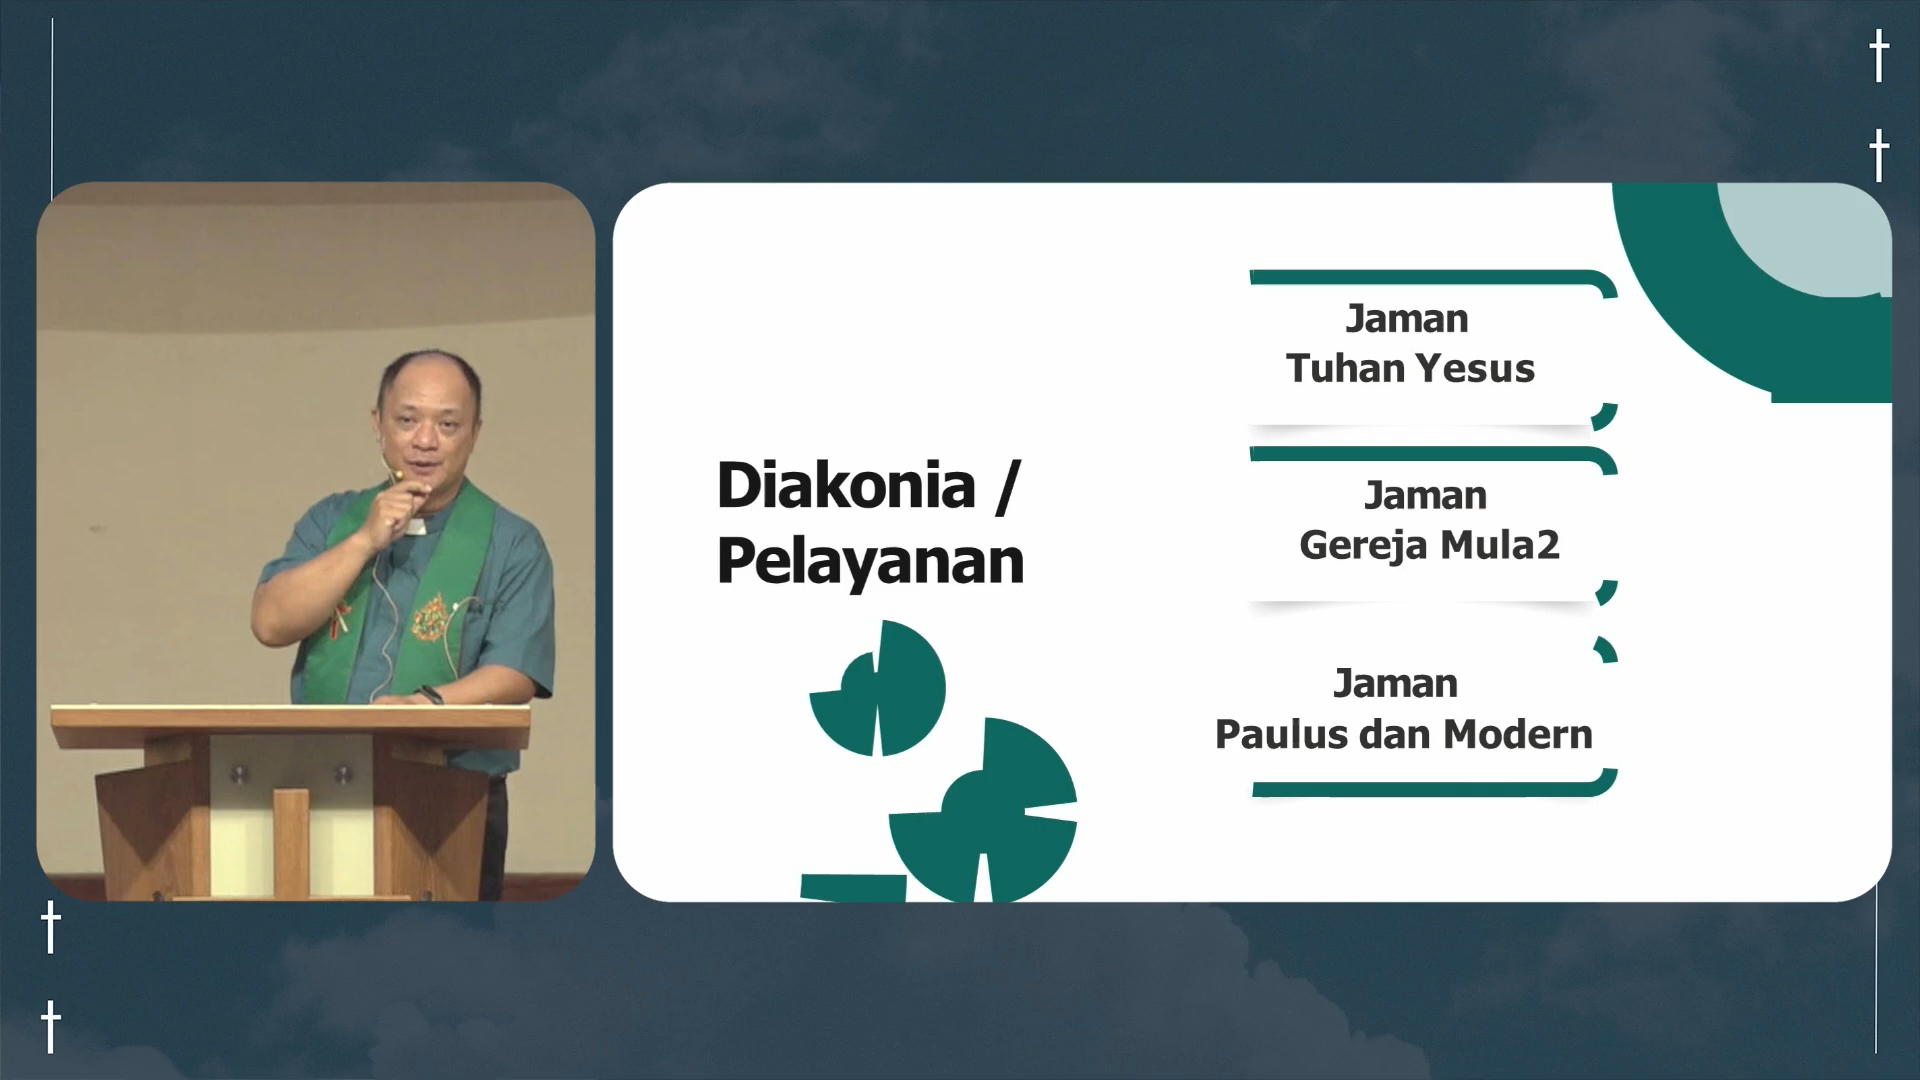 Diakonia /
Pelayanan
Jaman
Tuhan Yesus
Jaman
Gereja Mula2
Jaman
Paulus dan Modern